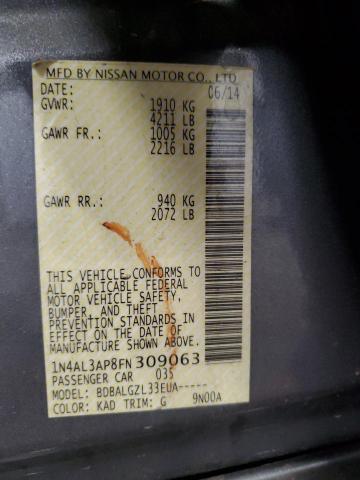 MFD BY NISSAN MOTOR CO., LTD
DATE: 06/14
GVWR: 1910 KG
4211 LB
GAWR FR.: 1005 KG
2216 LB
GAWR RR.: 940 KG
2072 LB
THIS VEHICLE CONFORMS TO
ALL APPLICABLE FEDERAL
MOTOR VEHICLE SAFETY,
BUMPER, AND THEFT
PREVENTION STANDARDS IN
EFFECT ON THE DATE OF
MANUFACTURE SHOWN ABOVE.
1N4AL3AP8FN309063
PASSENGER CAR 035
MODEL: BDBALGZL33EUA-----
COLOR: KAD TRIM: G 9N00A